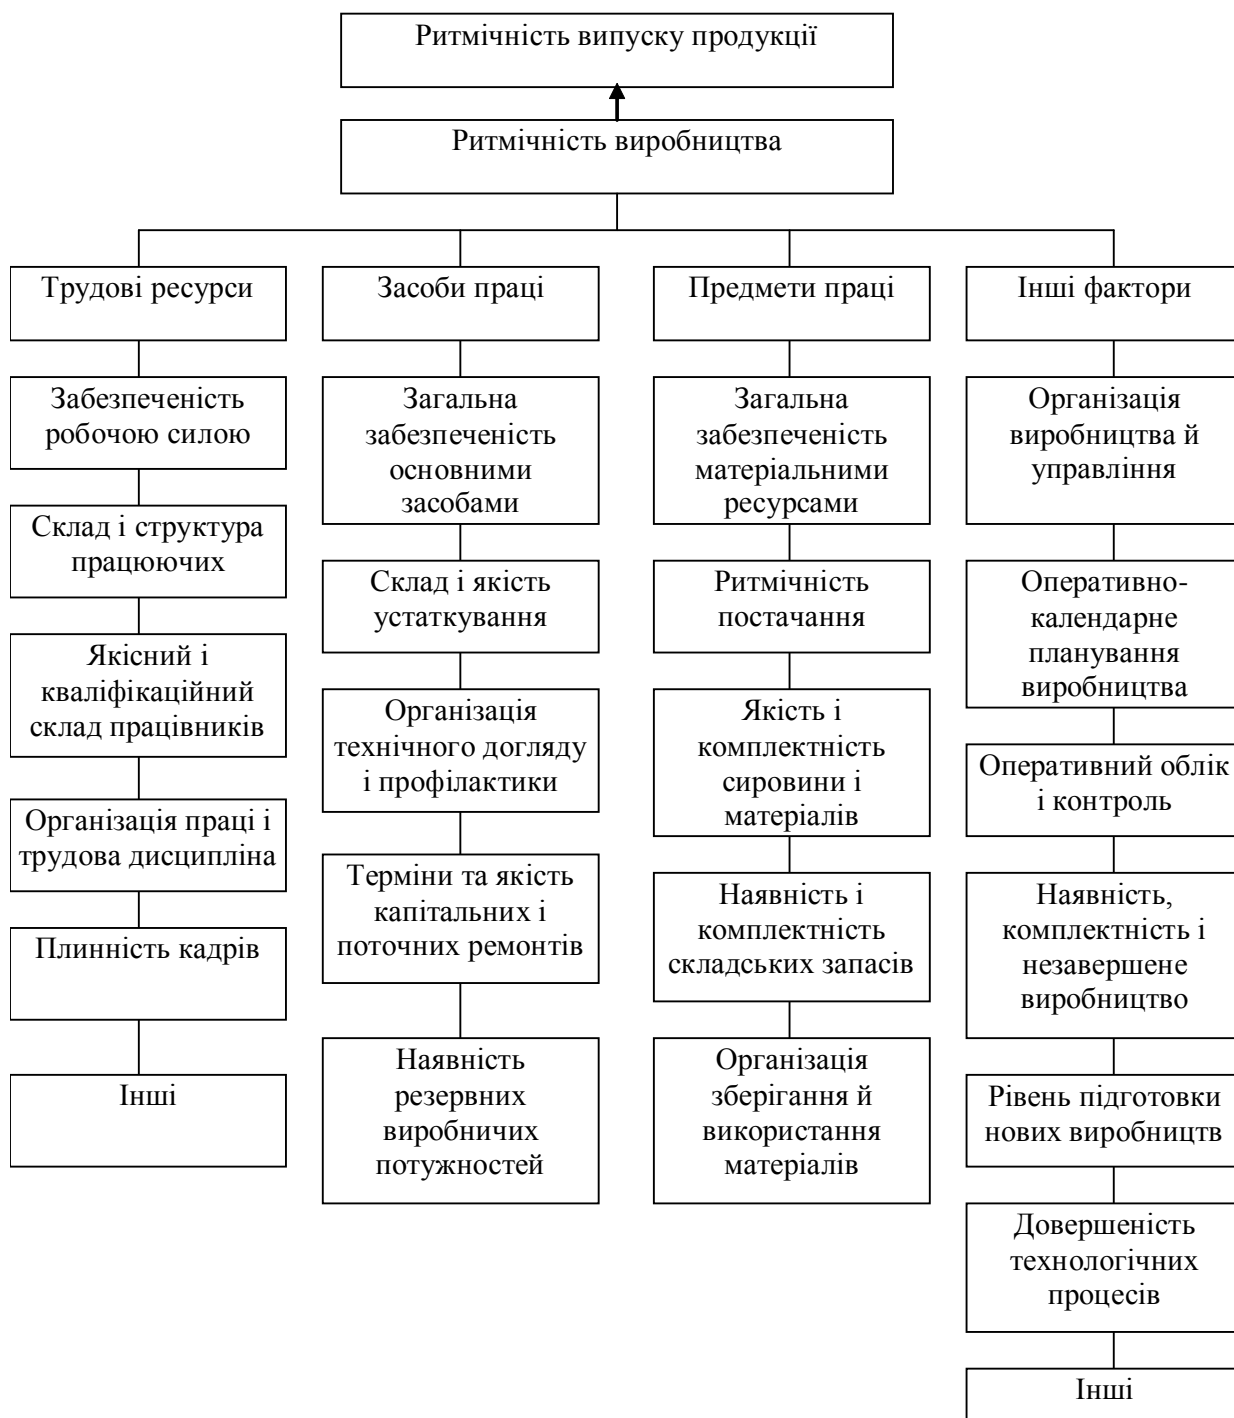 Ритмічність випуску продукції
Ритмічність виробництва
Трудові ресурси
Забезпеченість
робочою силою
Склад і структура
працюючих
Якісний і
кваліфікаційний
склад працівників
Організація праці і
трудова дисципліна
Плинність кадрів
Інші
Засоби праці
Загальна
забезпеченість
основними
засобами
Склад і якість
устаткування
Організація
технічного догляду
і профілактики
Терміни та якість
капітальних і
поточних ремонтів
Наявність
резервних
виробничих
потужностей
Предмети праці
Загальна
забезпеченість
матеріальними
ресурсами
Ритмічність
постачання
Якість і
комплектність
сировини і
матеріалів
Наявність і
комплектність
складських запасів
Організація
зберігання й
використання
матеріалів
Інші фактори
Організація
виробництва й
управління
Оперативно-
календарне
планування
виробництва
Оперативний облік
і контроль
Наявність,
комплектність і
незавершене
виробництво
Рівень підготовки
нових виробництв
Довершеність
технологічних
процесів
Інші